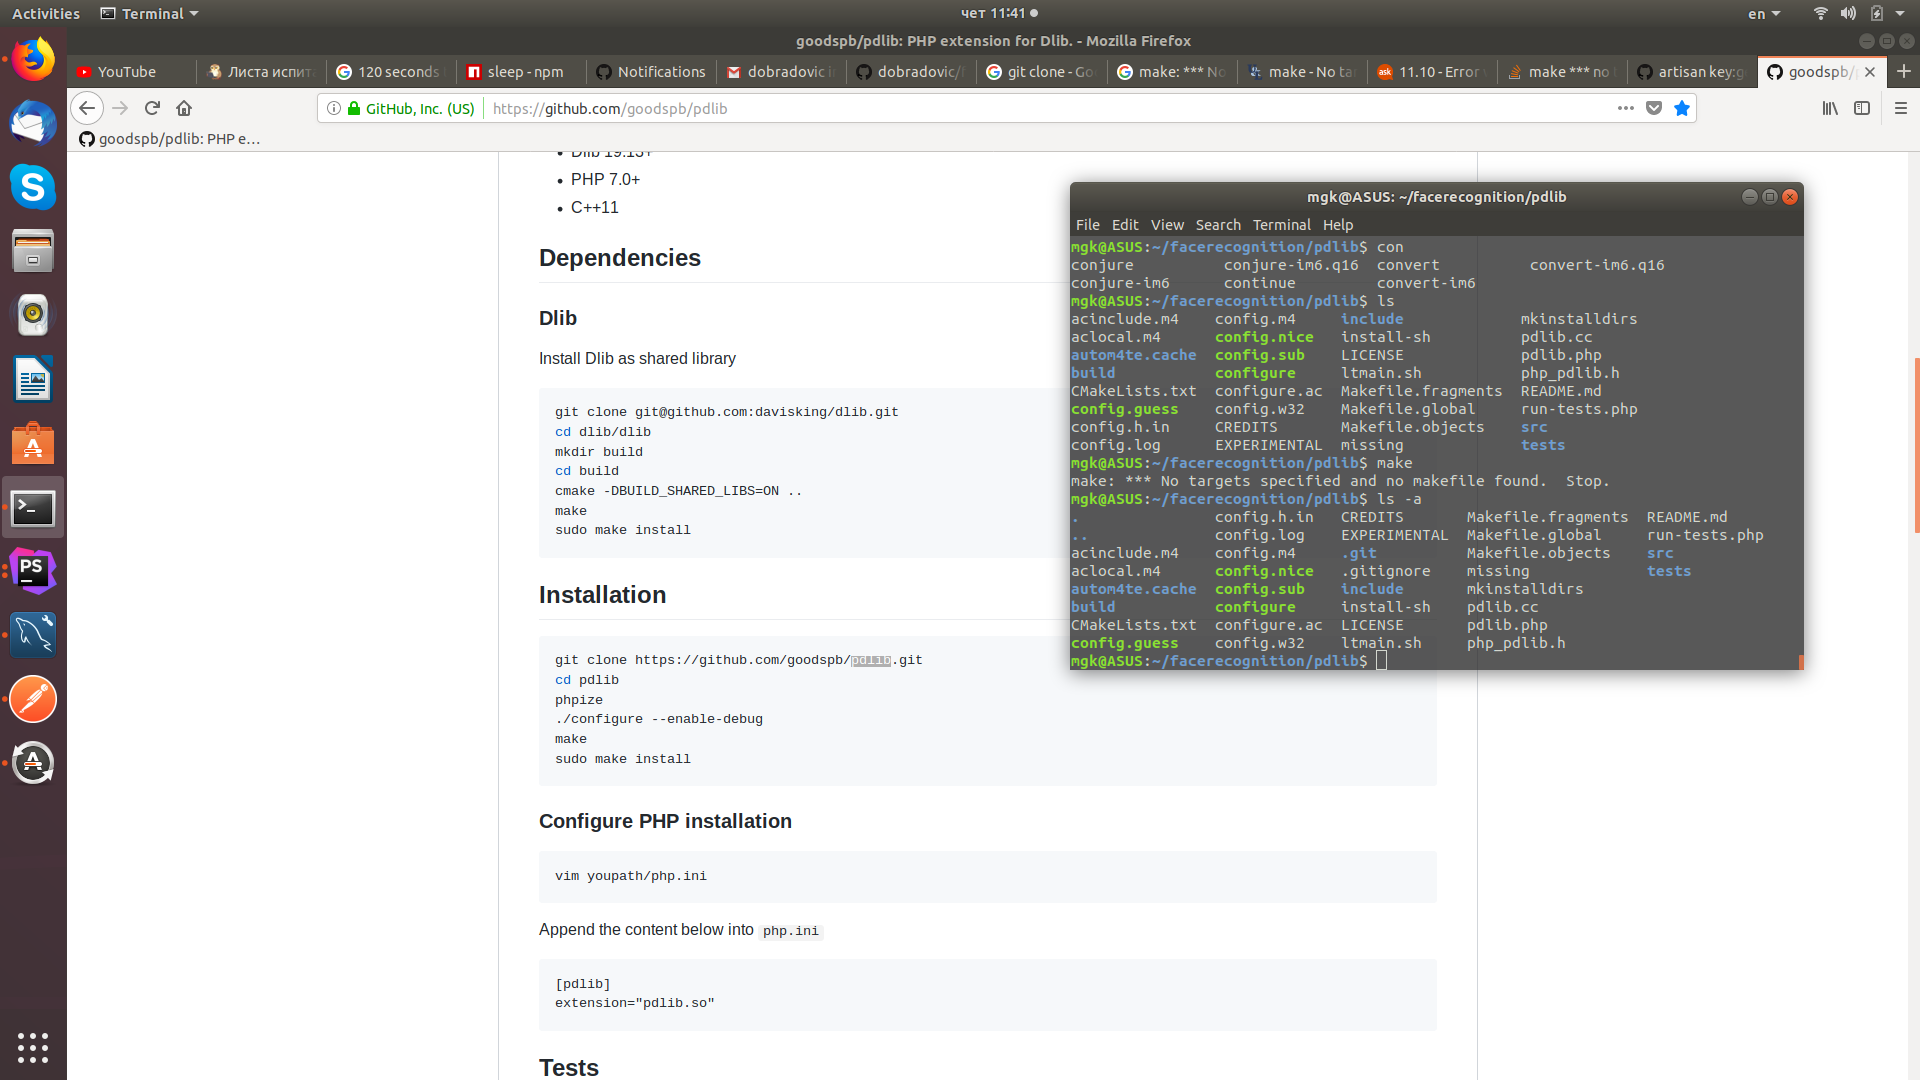 Activities Terminal чет 11:41 en
goodspb/pdlib: PHP extension for Dlib. - Mozilla Firefox
YouTube Листа испита 120 seconds sleep - npm Notifications dobradovic dobradovic/ git clone - Go make: *** No make - No ta 11.10 - Error make *** no artisan key:g goodspb/
GitHub, Inc. (US) https://github.com/goodspb/pdlib
goodspb/pdlib: PHP e…
Dlib 19.13+
PHP 7.0+
C++11
Dependencies
Dlib
Install Dlib as shared library
git clone git@github.com:davisking/dlib.git
cd dlib/dlib
mkdir build
cd build
cmake -DBUILD_SHARED_LIBS=ON ..
make
sudo make install
Installation
git clone https://github.com/goodspb/pdlib.git
cd pdlib
phpize
./configure --enable-debug
make
sudo make install
Configure PHP installation
vim youpath/php.ini
Append the content below into php.ini
[pdlib]
extension="pdlib.so"
Tests
mgk@ASUS: ~/facerecognition/pdlib
File Edit View Search Terminal Help
mgk@ASUS:~/facerecognition/pdlib$ con
conjure conjure-im6.q16 convert convert-im6.q16
conjure-im6 continue convert-im6
mgk@ASUS:~/facerecognition/pdlib$ ls
acinclude.m4 config.m4 include mkinstalldirs
aclocal.m4 config.nice install-sh pdlib.cc
autom4te.cache config.sub LICENSE pdlib.php
build configure ltmain.sh php_pdlib.h
CMakeLists.txt configure.ac Makefile.fragments README.md
config.guess config.w32 Makefile.global run-tests.php
config.h.in CREDITS Makefile.objects src
config.log EXPERIMENTAL missing tests
mgk@ASUS:~/facerecognition/pdlib$ make
make: *** No targets specified and no makefile found.  Stop.
mgk@ASUS:~/facerecognition/pdlib$ ls -a
. config.h.in CREDITS Makefile.fragments README.md
.. config.log EXPERIMENTAL Makefile.global run-tests.php
acinclude.m4 config.m4 .git Makefile.objects src
aclocal.m4 config.nice .gitignore missing tests
autom4te.cache config.sub include mkinstalldirs
build configure install-sh pdlib.cc
CMakeLists.txt configure.ac LICENSE pdlib.php
config.guess config.w32 ltmain.sh php_pdlib.h
mgk@ASUS:~/facerecognition/pdlib$